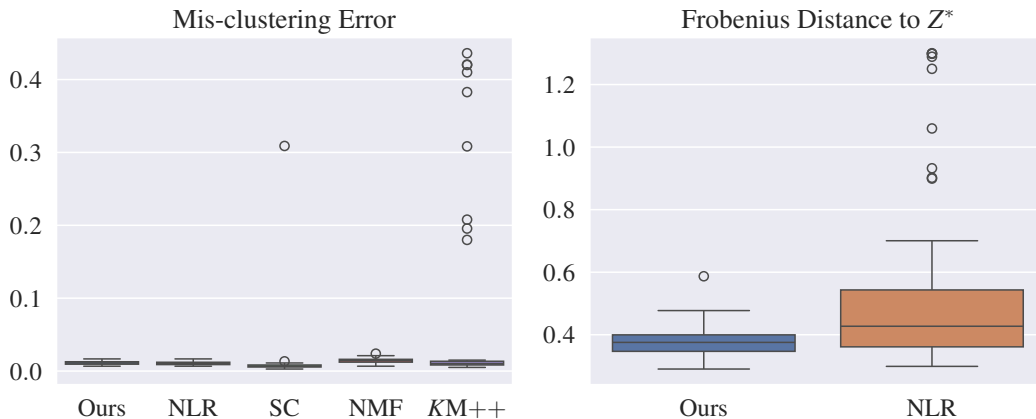 Mis-clustering Error
0.4
0.3
0.2
0.1
0.0
Ours NLR SC NMF KM++
Frobenius Distance to Z*
1.2
1.0
0.8
0.6
0.4
Ours NLR